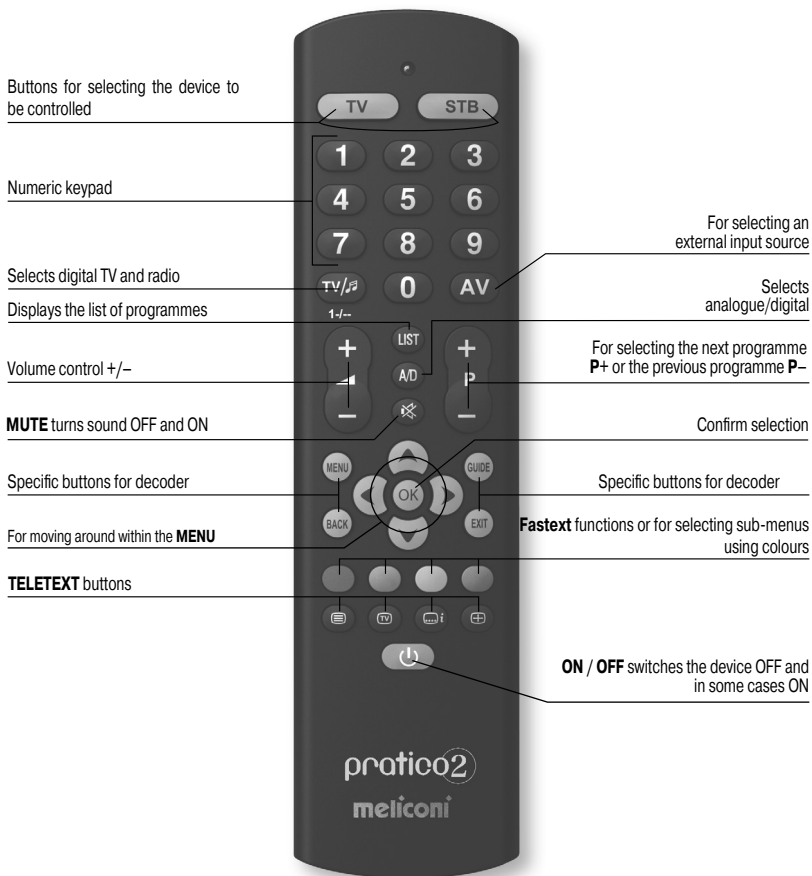 Buttons for selecting the device to
be controlled
Numeric keypad
Selects digital TV and radio
Displays the list of programmes
Volume control +/–
MUTE turns sound OFF and ON
Specific buttons for decoder
For moving around within the MENU
TELETEXT buttons
TV STB
1 2 3
4 5 6
7 8 9
TV/♫ 0 AV
1-/--
+ LIST +
A/D P
– –
MENU GUIDE
OK
BACK EXIT
TV i
pratico2
meliconi
For selecting an
external input source
Selects
analogue/digital
For selecting the next programme
P+ or the previous programme P–
Confirm selection
Specific buttons for decoder
Fastext functions or for selecting sub-menus
using colours
ON / OFF switches the device OFF and
in some cases ON